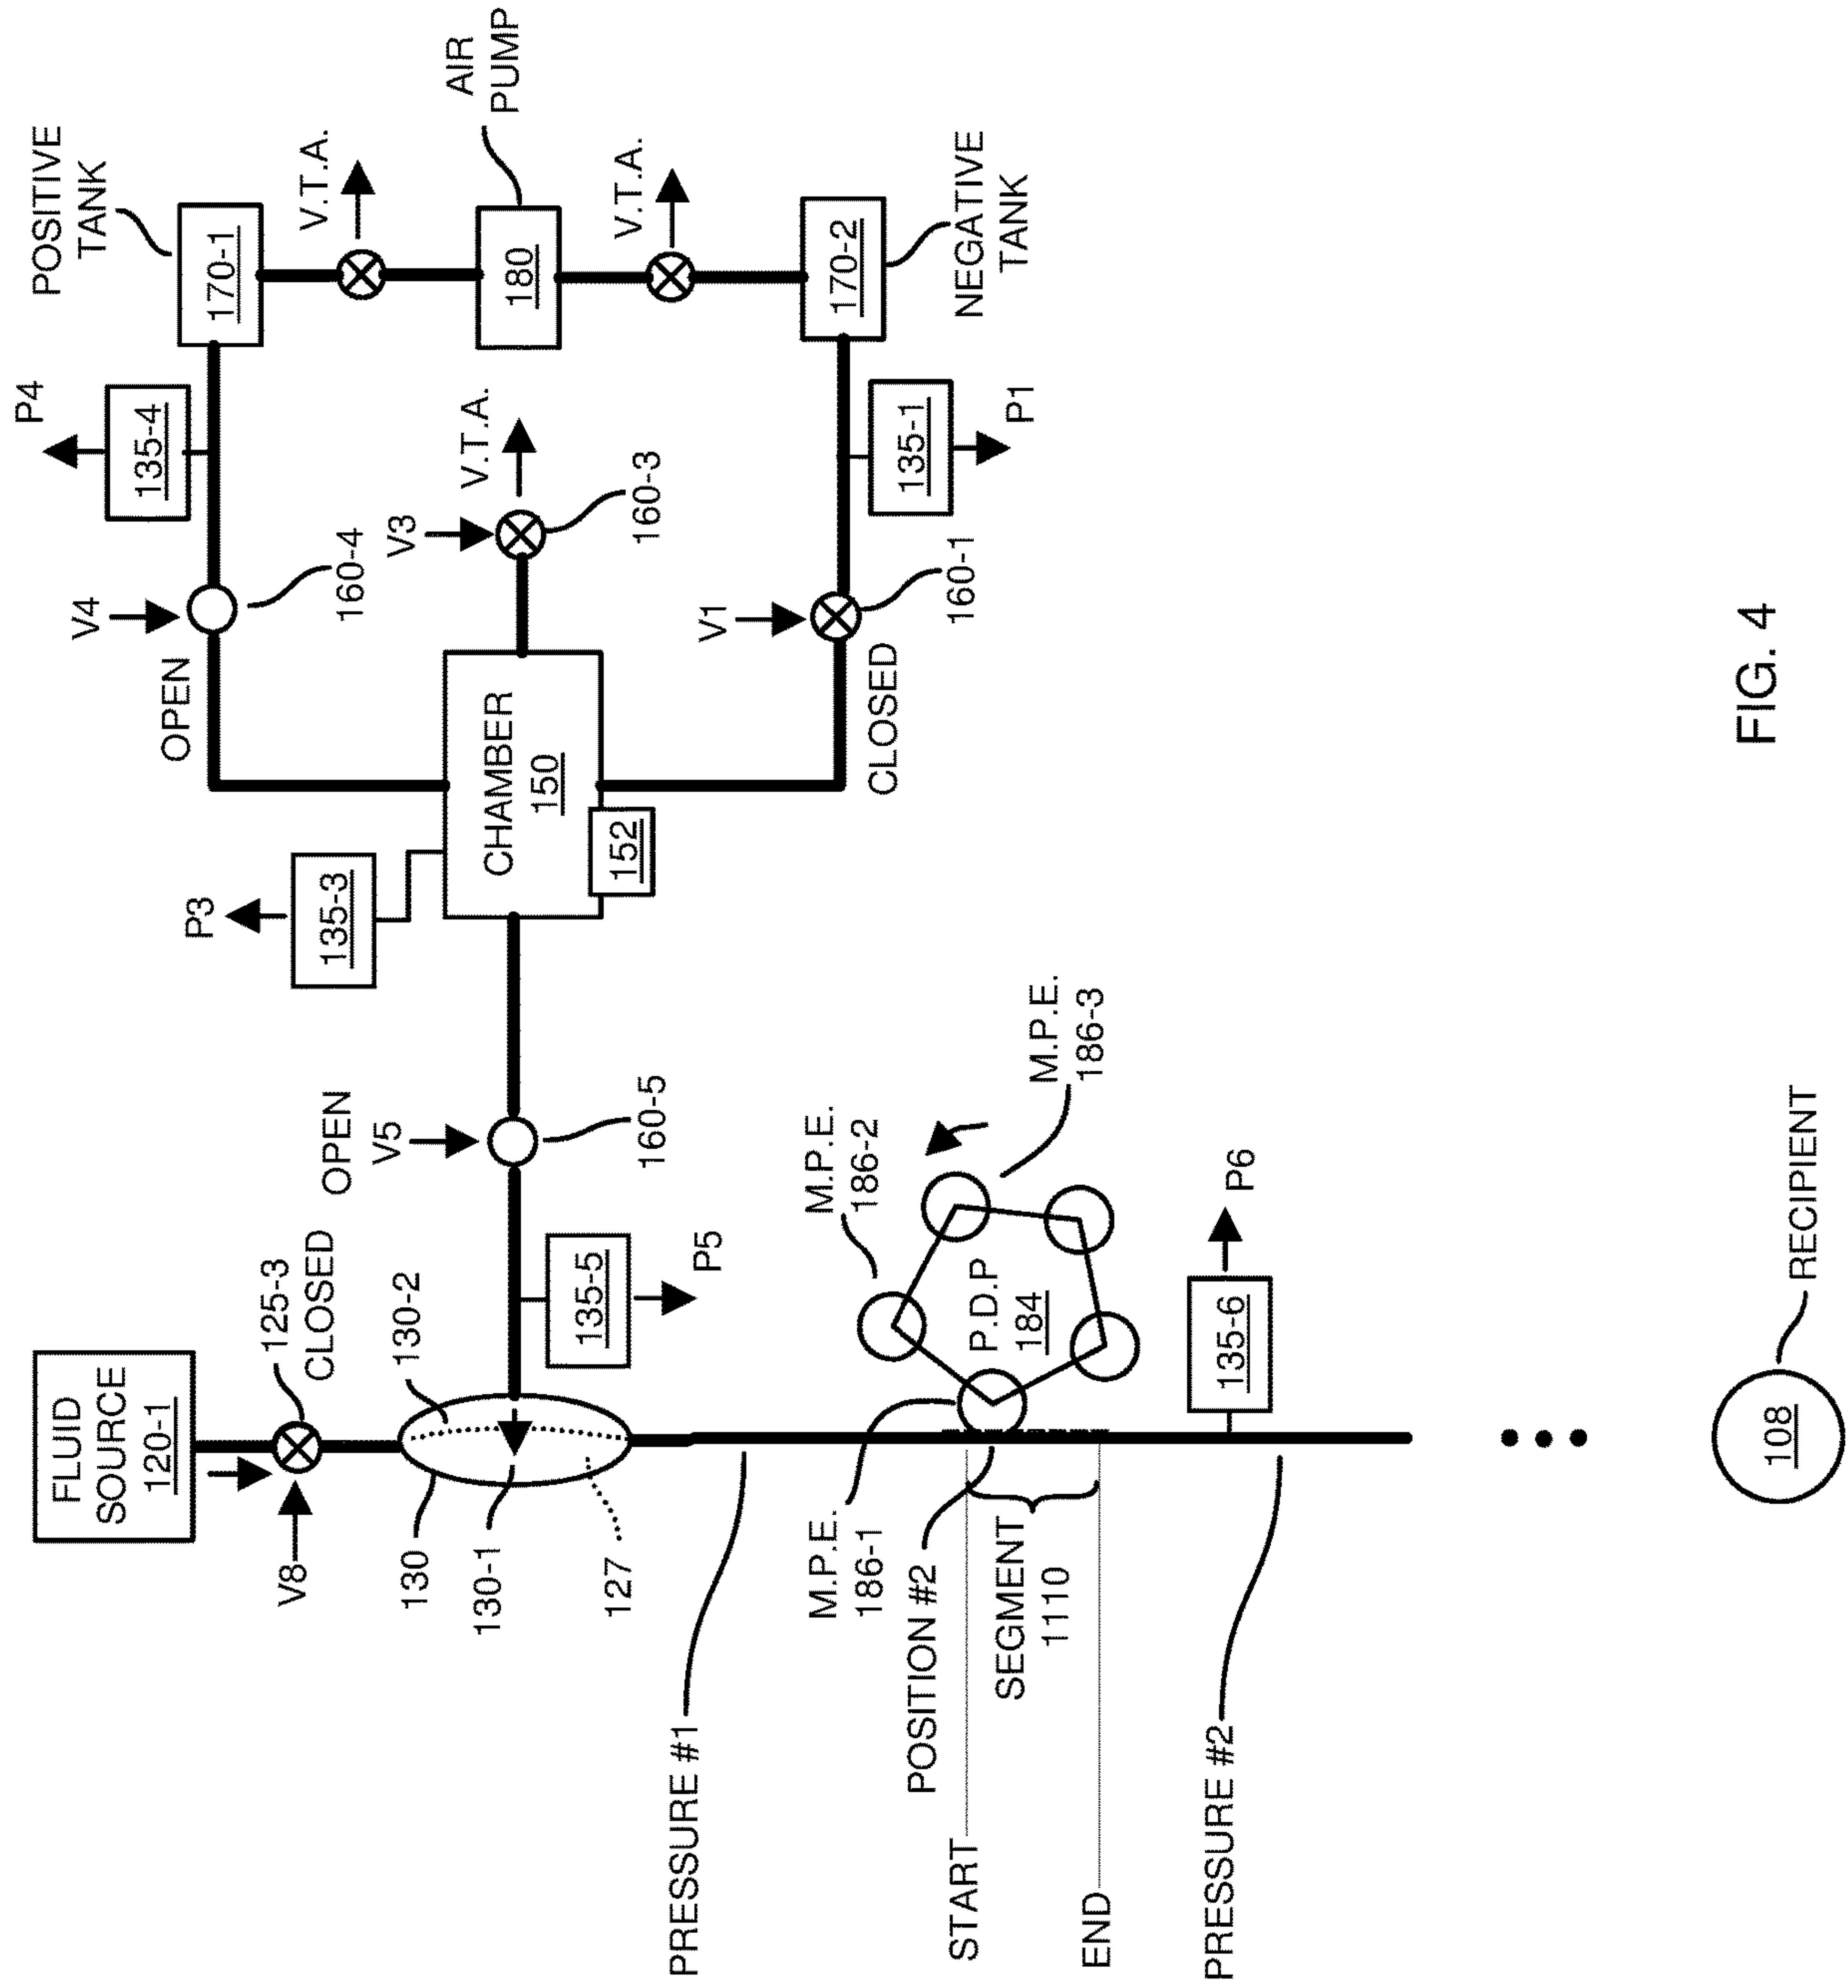 POSITIVE
TANK
170-1
V.T.A.
AIR
PUMP
180
V.T.A.
170-2
NEGATIVE
TANK
P4
135-4
V4
160-4
OPEN
V.T.A.
V3
160-3
P1
135-1
V1
160-1
CLOSED
CHAMBER
150
152
P3
135-3
OPEN
V5
160-5
P5
135-5
FLUID
SOURCE
120-1
125-3
CLOSED
V8
130-2
130
130-1
127
M.P.E.
186-3
M.P.E.
186-2
P.D.P
184
M.P.E.
186-1
P6
135-6
RECIPIENT
108
POSITION #2
SEGMENT
1110
PRESSURE #1
START
END
PRESSURE #2
FIG. 4